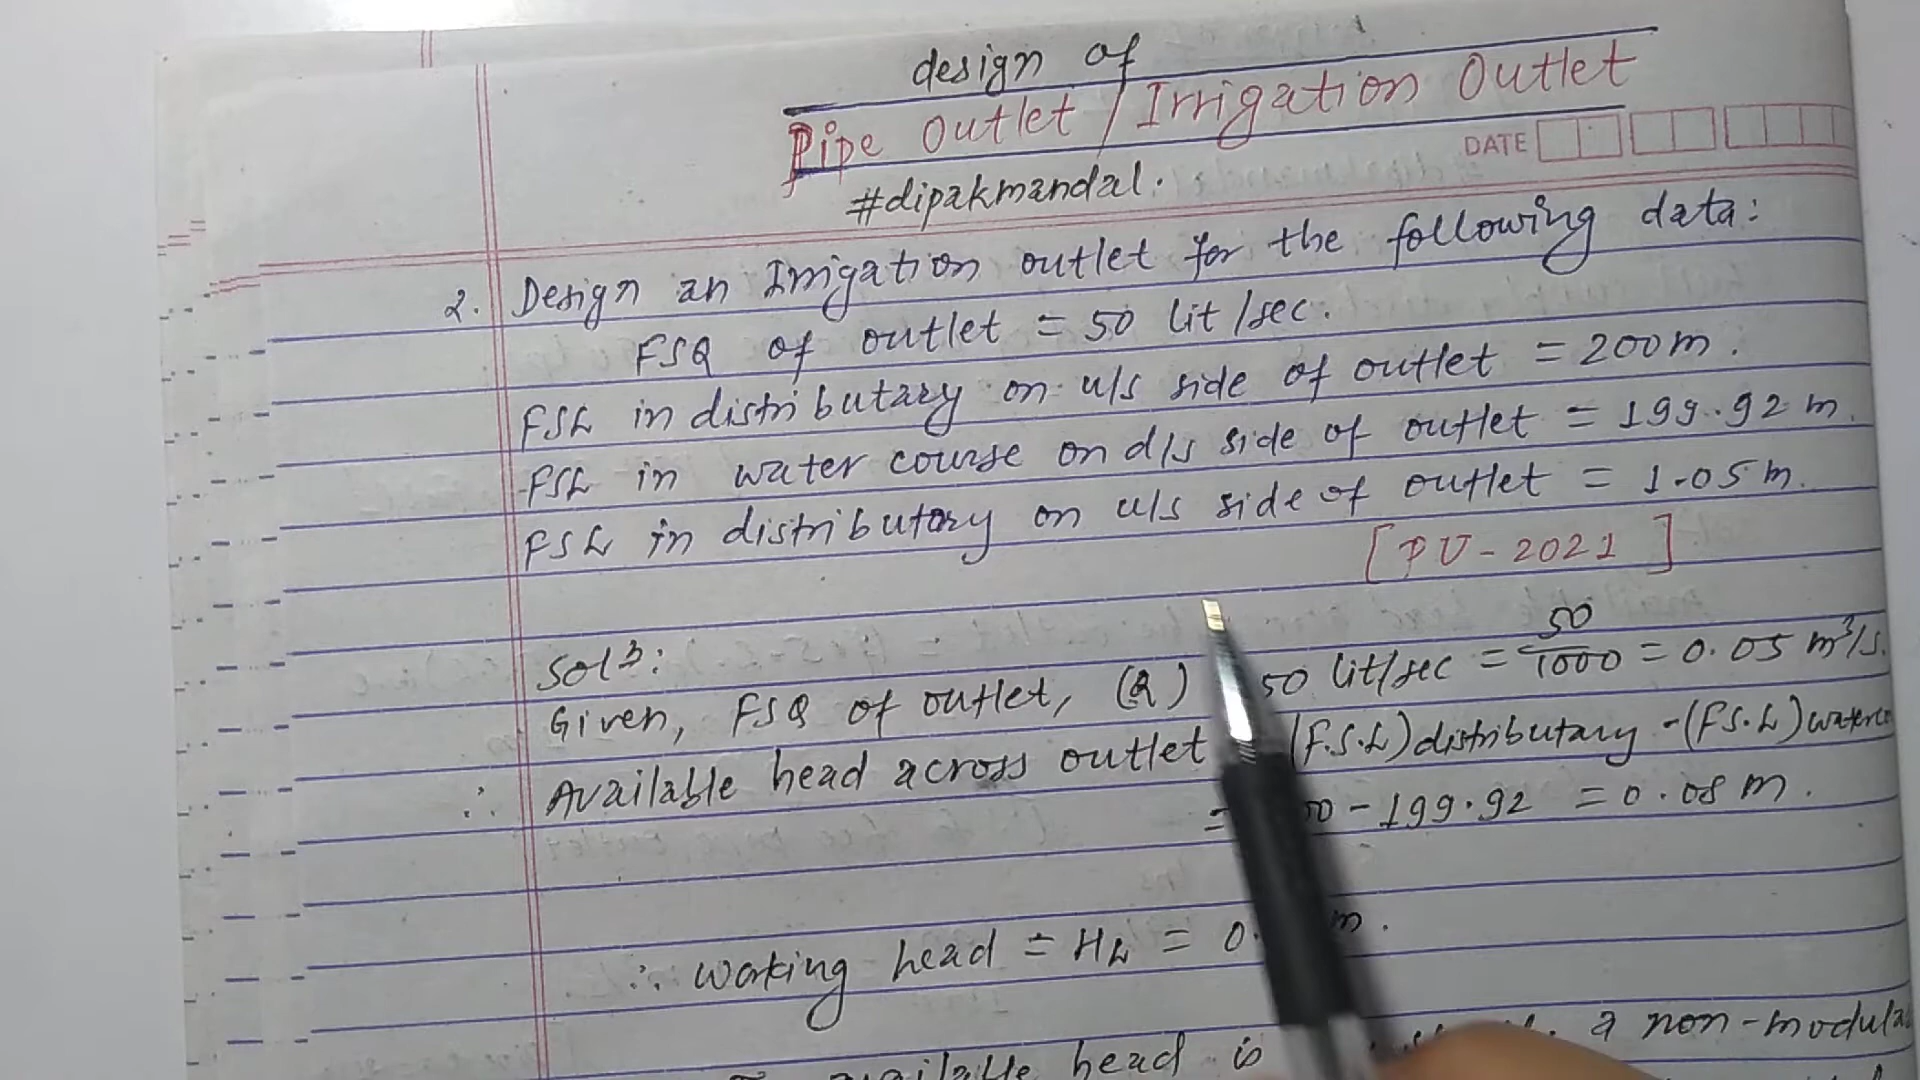 design of
Pipe Outlet / Irrigation Outlet
DATE
#dipakmandal.
2. Design an Irrigation outlet for the following data:
FSQ of outlet = 50 lit/sec.
FSL in distributary on u/s side of outlet = 200m.
FSL in water course on d/s side of outlet = 199.92 m.
FSL in distributary on u/s side of outlet = 1.05 m.
[PU-2021]
Solⁿ:
Given, FSQ of outlet, (Q) 50 lit/sec = 50/1000 = 0.05 m³/s.
∴ Available head across outlet (F.S.L) distributary - (F.S.L)
= 0 - 199.92 = 0.08 m.
∴ working head = HL = 0. m.
available head is a non-modula